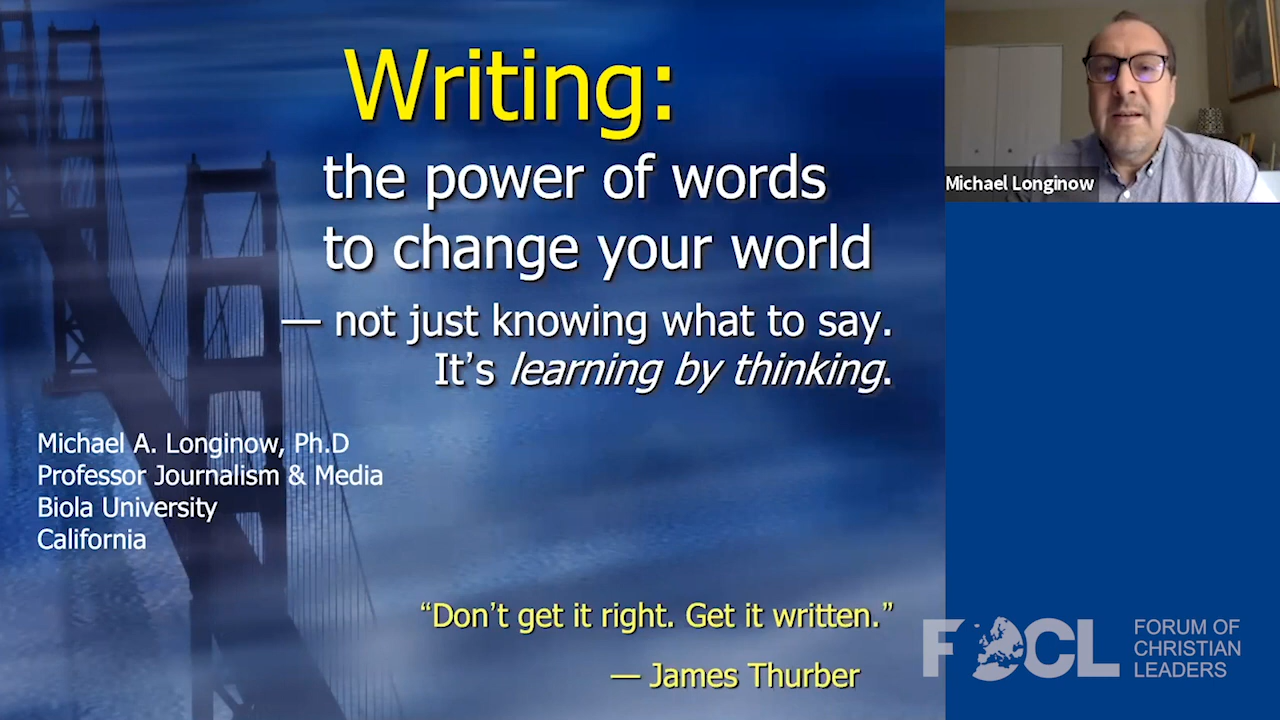 Writing:
the power of words
to change your world
— not just knowing what to say.
It’s learning by thinking.
Michael A. Longinow, Ph.D
Professor Journalism & Media
Biola University
California
“Don’t get it right. Get it written.”
— James Thurber
Michael Longinow
FOCL
FORUM OF
CHRISTIAN
LEADERS